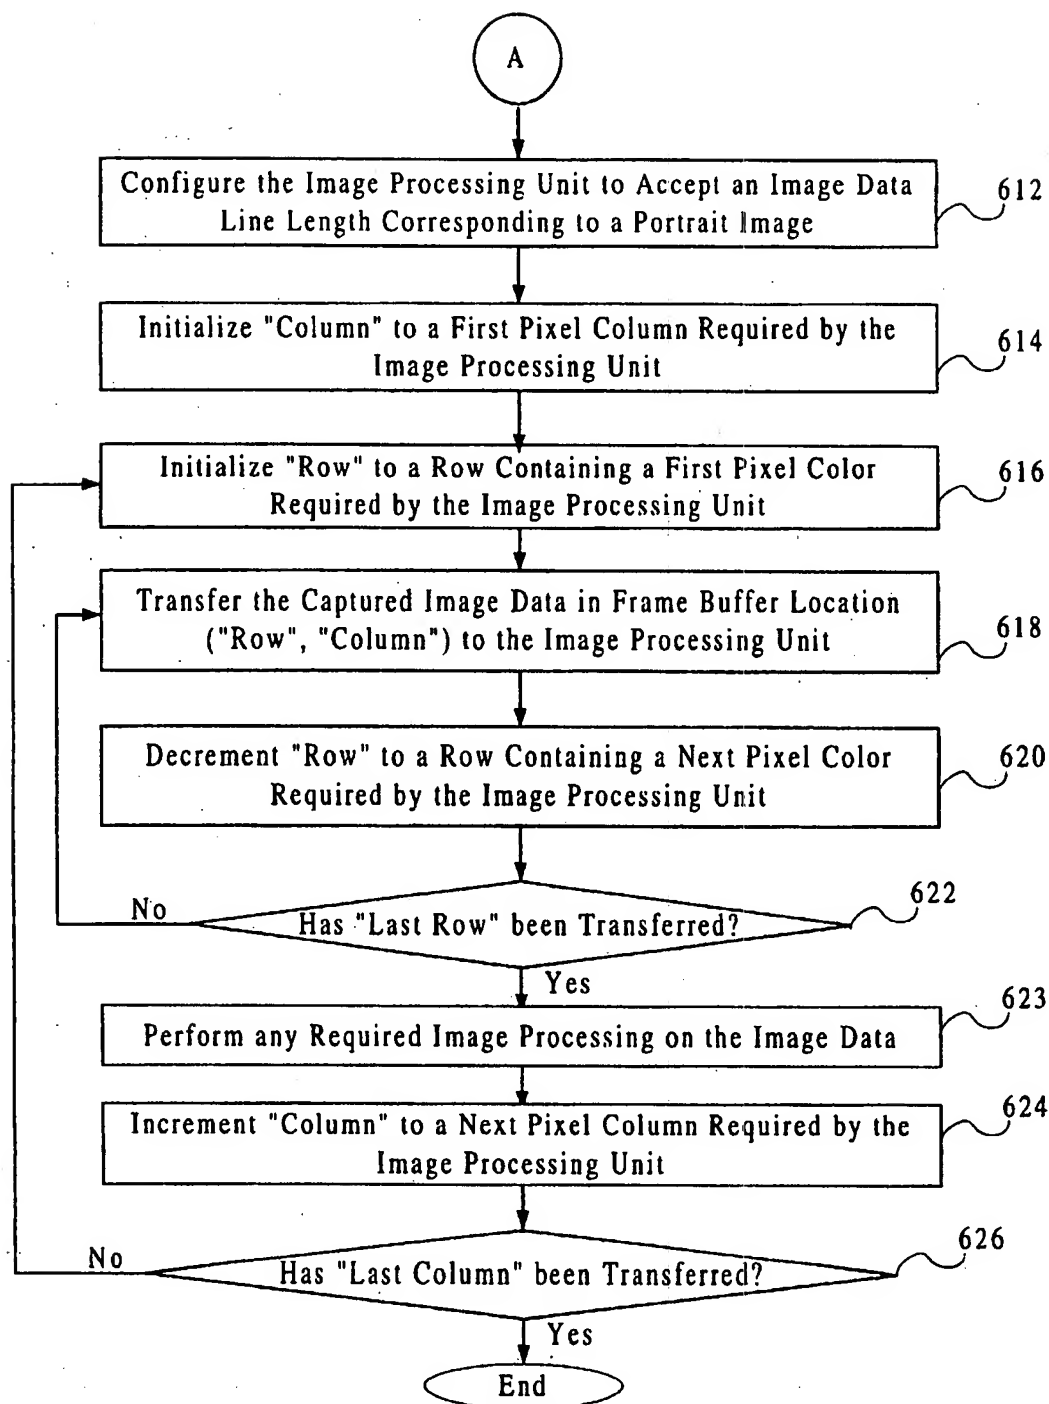 A
Configure the Image Processing Unit to Accept an Image Data
Line Length Corresponding to a Portrait Image
612
Initialize "Column" to a First Pixel Column Required by the
Image Processing Unit
614
Initialize "Row" to a Row Containing a First Pixel Color
Required by the Image Processing Unit
616
Transfer the Captured Image Data in Frame Buffer Location
("Row", "Column") to the Image Processing Unit
618
Decrement "Row" to a Row Containing a Next Pixel Color
Required by the Image Processing Unit
620
No
Has "Last Row" been Transferred?
622
Yes
Perform any Required Image Processing on the Image Data
623
Increment "Column" to a Next Pixel Column Required by the
Image Processing Unit
624
No
Has "Last Column" been Transferred?
626
Yes
End